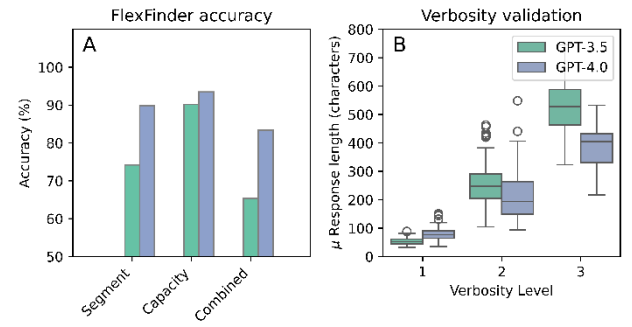 FlexFinder accuracy
A
Accuracy (%)
100
90
80
70
60
50
Segment
Capacity
Combined
Verbosity validation
B
GPT-3.5
GPT-4.0
μ Response length (characters)
800
700
600
500
400
300
200
100
0
1 2 3
Verbosity Level